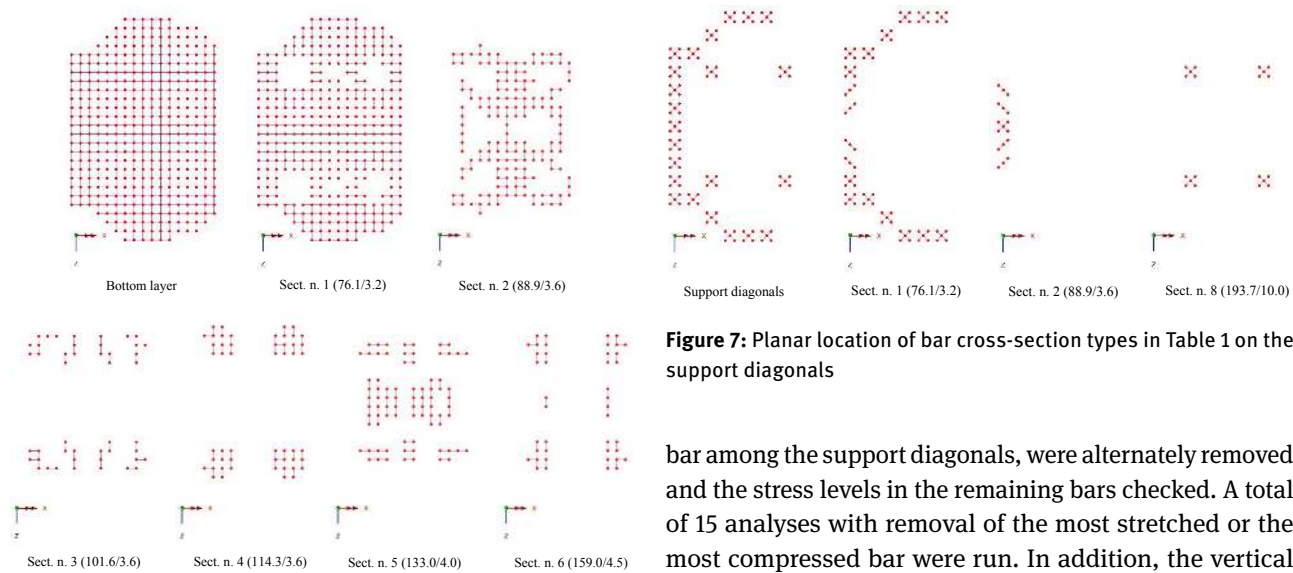 Bottom layer
Sect. n. 1 (76.1/3.2)
Sect. n. 2 (88.9/3.6)
Sect. n. 3 (101.6/3.6)
Sect. n. 4 (114.3/3.6)
Sect. n. 5 (133.0/4.0)
Sect. n. 6 (159.0/4.5)
Support diagonals
Sect. n. 1 (76.1/3.2)
Sect. n. 2 (88.9/3.6)
Sect. n. 8 (193.7/10.0)
Figure 7: Planar location of bar cross-section types in Table 1 on the
support diagonals
bar among the support diagonals, were alternately removed
and the stress levels in the remaining bars checked. A total
of 15 analyses with removal of the most stretched or the
most compressed bar were run. In addition, the vertical